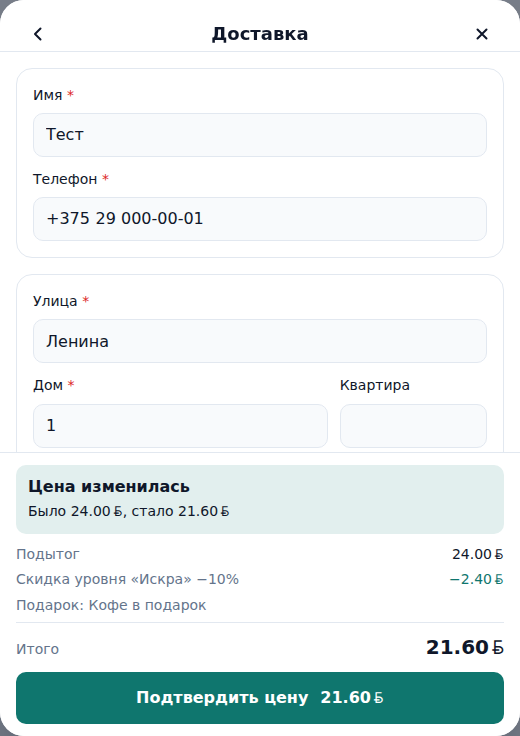 Доставка
Имя *
Тест
Телефон *
+375 29 000-00-01
Улица *
Ленина
Дом * Квартира
1
Цена изменилась
Было 24.00 Ƃ, стало 21.60 Ƃ
Подытог 24.00 Ƃ
Скидка уровня «Искра» −10% −2.40 Ƃ
Подарок: Кофе в подарок
Итого 21.60 Ƃ
Подтвердить цену 21.60 Ƃ